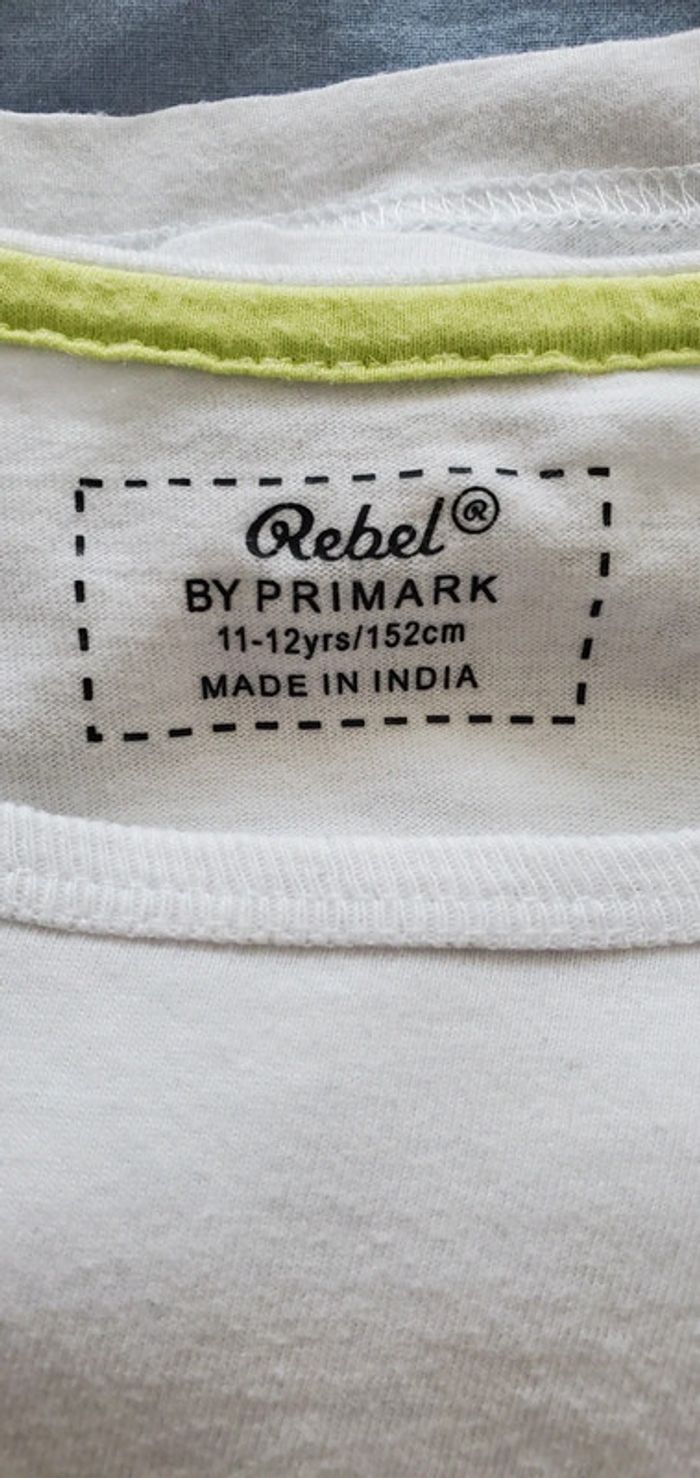 Rebel®
BY PRIMARK
11-12yrs/152cm
MADE IN INDIA